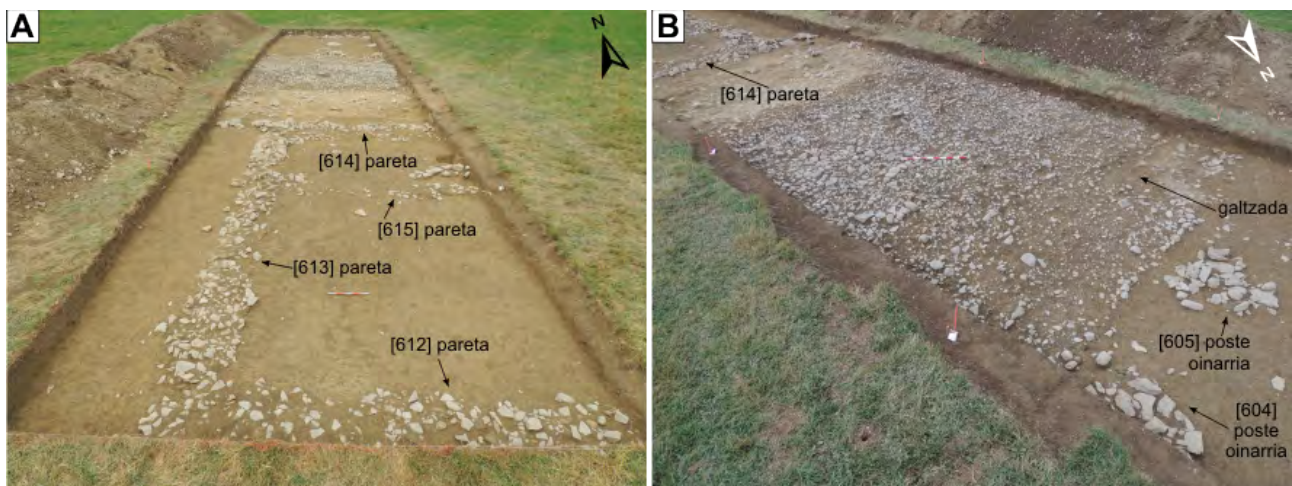 A
N
[614] pareta
[615] pareta
[613] pareta
[612] pareta
B
N
[614] pareta
galtzada
[605] poste
oinarria
[604]
poste
oinarria